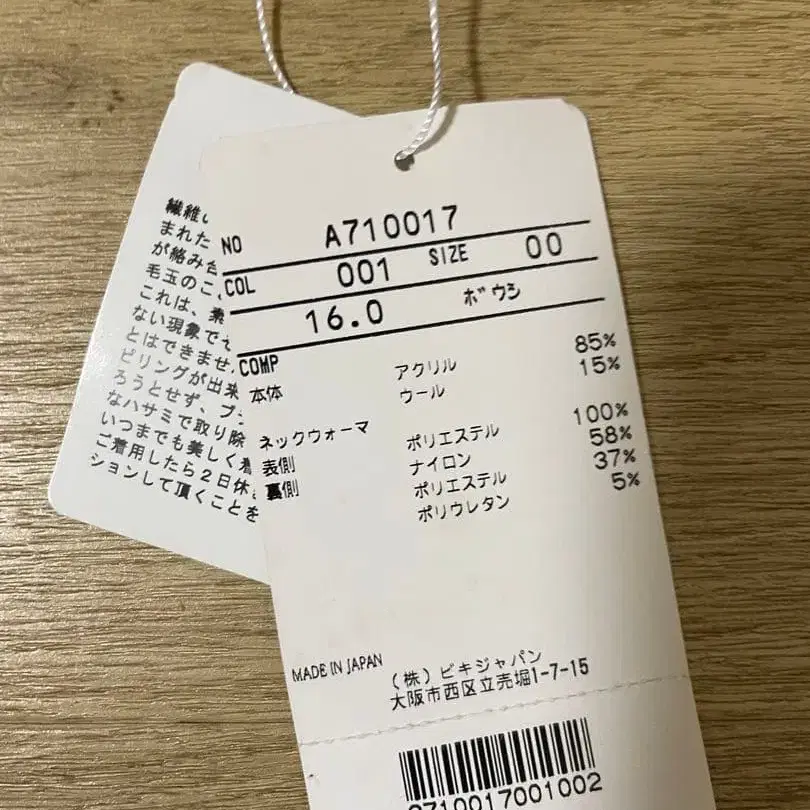 繊維
まれた
が絡み合
毛玉のこ
これは、素
ない現象で
とはできませ
ピリングが出来
ろうとせず、ブ
なハサミで取り除
いつまでも美しく着
ご着用したら2日休
ションして頂くことを
NO A710017
COL 001 SIZE 00
16.0 ボウシ
COMP
本体 アクリル 85%
ウール 15%
ネックウォーマ
表側 ポリエステル 100%
裏側 ナイロン 58%
ポリエステル 37%
ポリウレタン 5%
MADE IN JAPAN
(株)ビキジャパン
大阪市西区立売堀1-7-15